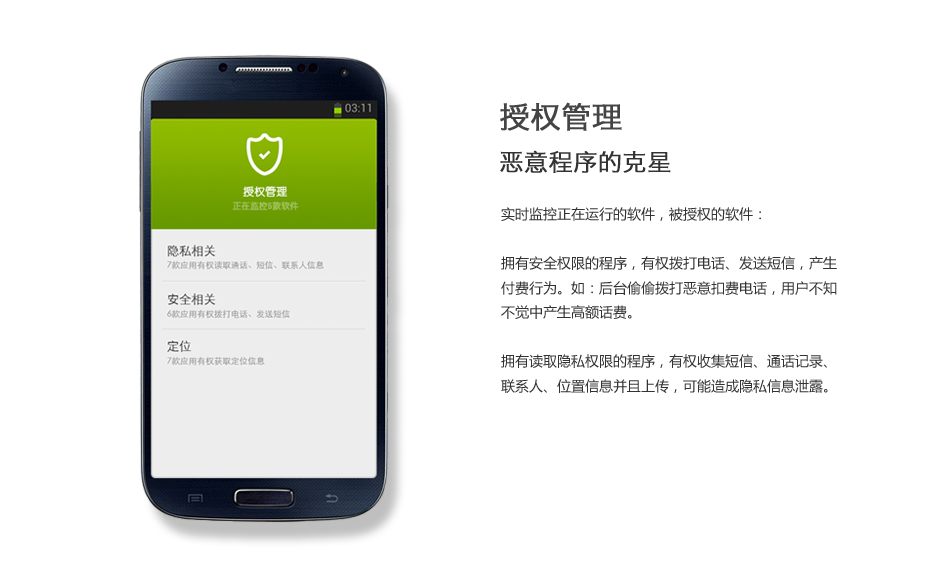 03:11
授权管理
正在监控8款软件
隐私相关
7款应用有权读取通话、短信、联系人信息
安全相关
6款应用有权拨打电话、发送短信
定位
7款应用有权获取定位信息
授权管理
恶意程序的克星
实时监控正在运行的软件，被授权的软件：
拥有安全权限的程序，有权拨打电话、发送短信，产生
付费行为。如：后台偷偷拨打恶意扣费电话，用户不知
不觉中产生高额话费。
拥有读取隐私权限的程序，有权收集短信、通话记录、
联系人、位置信息并且上传，可能造成隐私信息泄露。